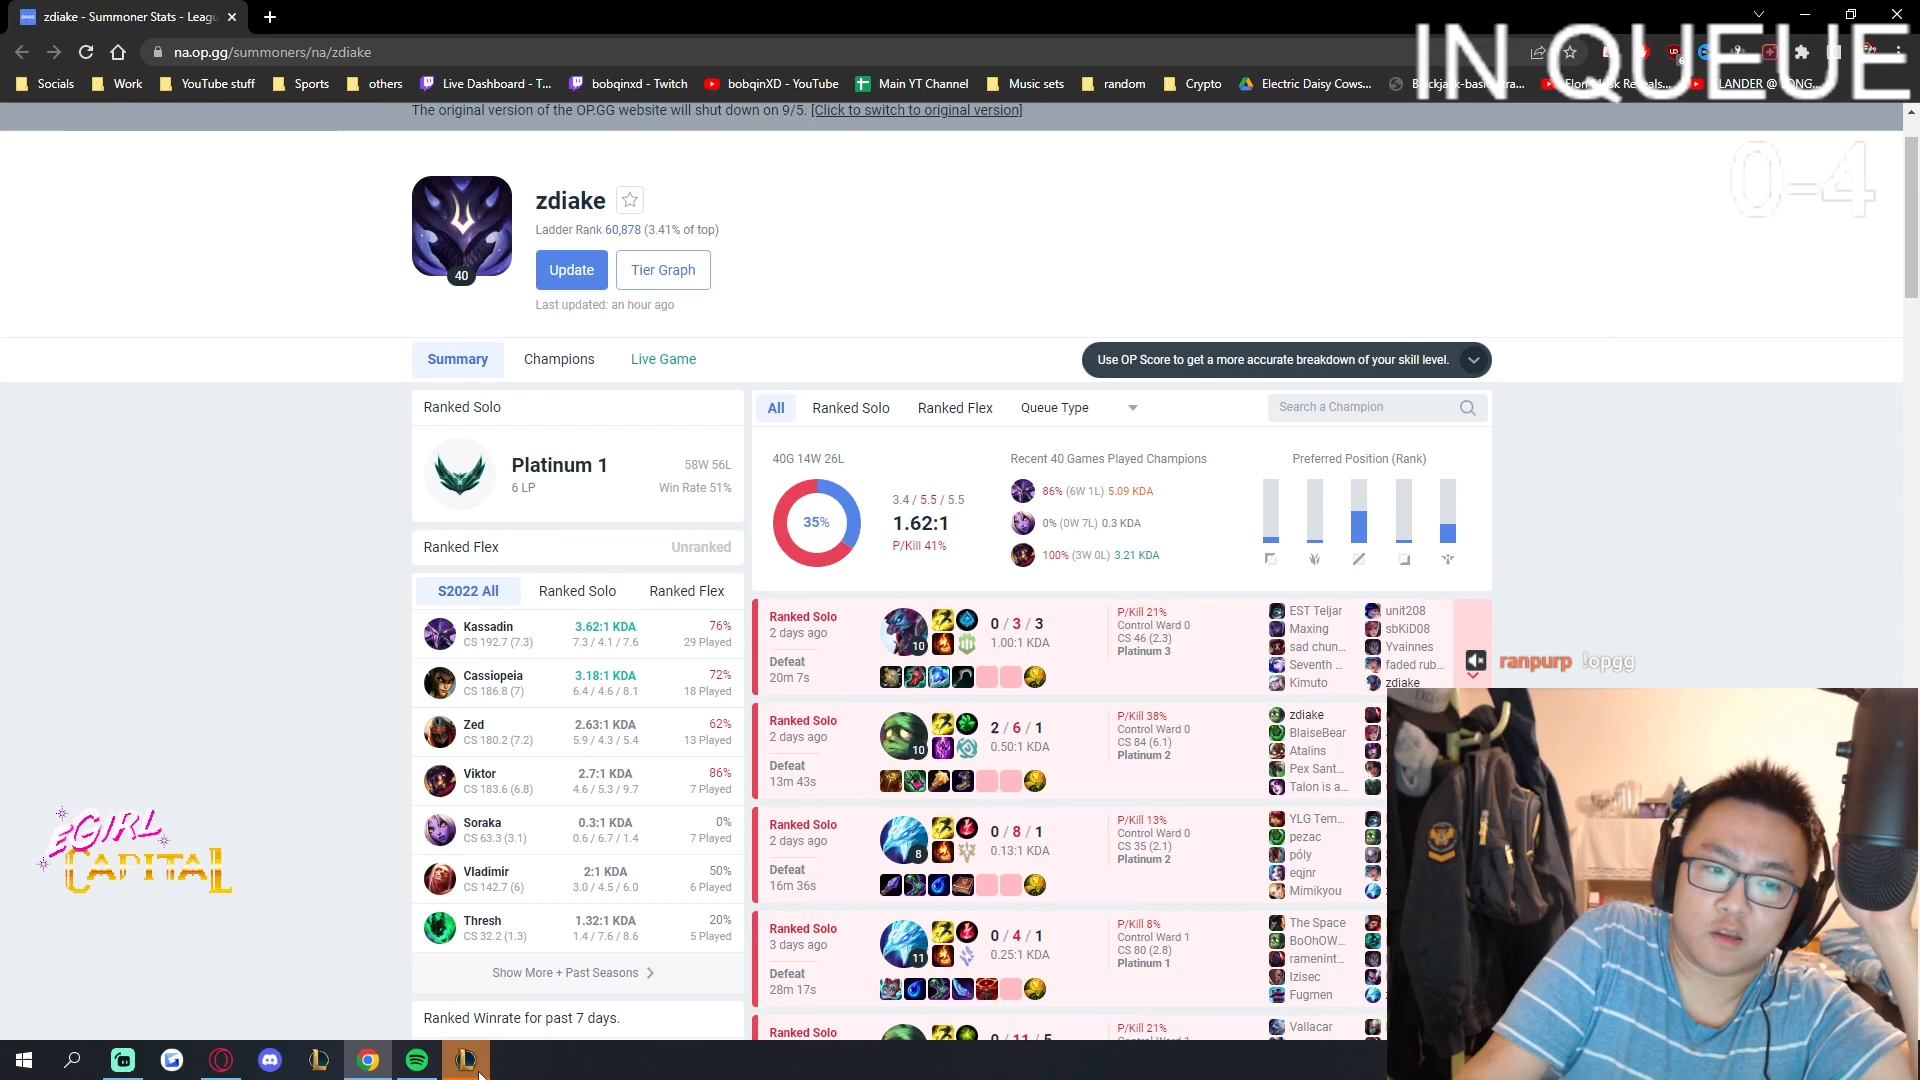 zdiake - Summoner Stats - Leagu
na.op.gg/summoners/na/zdiake
IN QUEUE
Socials
Work
YouTube stuff
Sports
others
Live Dashboard - T...
bobqinxd - Twitch
bobqinXD - YouTube
Main YT Channel
Music sets
random
Crypto
Electric Daisy Cows...
The original version of the OP.GG website will shut down on 9/5. [Click to switch to original version]
0-4
40
zdiake
Ladder Rank 60,878 (3.41% of top)
Update
Tier Graph
Last updated: an hour ago
Summary
Champions
Live Game
Use OP Score to get a more accurate breakdown of your skill level.
Ranked Solo
Platinum 1
6 LP
58W 56L
Win Rate 51%
Ranked Flex
Unranked
S2022 All
Ranked Solo
Ranked Flex
Kassadin
CS 192.7 (7.3)
3.62:1 KDA
7.3 / 4.1 / 7.6
76%
29 Played
Cassiopeia
CS 186.8 (7)
3.18:1 KDA
6.4 / 4.6 / 8.1
72%
18 Played
Zed
CS 180.2 (7.2)
2.63:1 KDA
5.9 / 4.3 / 5.4
62%
13 Played
Viktor
CS 183.6 (6.8)
2.7:1 KDA
4.6 / 5.3 / 9.7
86%
7 Played
Soraka
CS 63.3 (3.1)
0.3:1 KDA
0.6 / 6.7 / 1.4
0%
7 Played
Vladimir
CS 142.7 (6)
2:1 KDA
3.0 / 4.5 / 6.0
50%
6 Played
Thresh
CS 32.2 (1.3)
1.32:1 KDA
1.4 / 7.6 / 8.6
20%
5 Played
Show More + Past Seasons
Ranked Winrate for past 7 days.
All
Ranked Solo
Ranked Flex
Queue Type
Search a Champion
40G 14W 26L
35%
3.4 / 5.5 / 5.5
1.62:1
P/Kill 41%
Recent 40 Games Played Champions
86% (6W 1L) 5.09 KDA
0% (0W 7L) 0.3 KDA
100% (3W 0L) 3.21 KDA
Preferred Position (Rank)
Ranked Solo
2 days ago
Defeat
20m 7s
10
0 / 3 / 3
1.00:1 KDA
P/Kill 21%
Control Ward 0
CS 46 (2.3)
Platinum 3
EST Teljar
Maxing
sad chun...
Seventh ...
Kimuto
unit208
sbKiD08
Yvainnes
faded rub...
zdiake
ranpurp !opgg
Ranked Solo
2 days ago
Defeat
13m 43s
10
2 / 6 / 1
0.50:1 KDA
P/Kill 38%
Control Ward 0
CS 84 (6.1)
Platinum 2
zdiake
BlaiseBear
Atalins
Pex Sant...
Talon is a...
Ranked Solo
2 days ago
Defeat
16m 36s
8
0 / 8 / 1
0.13:1 KDA
P/Kill 13%
Control Ward 0
CS 35 (2.1)
Platinum 2
YLG Tem...
pezac
póly
eqjnr
Mimikyou
Ranked Solo
3 days ago
Defeat
28m 17s
11
0 / 4 / 1
0.25:1 KDA
P/Kill 8%
Control Ward 1
CS 80 (2.8)
Platinum 1
The Space
BoOhOW...
ramenint...
Izisec
Fugmen
Ranked Solo
0 / 11 / 5
P/Kill 21%
Vallacar
EGIRL
CAPITAL